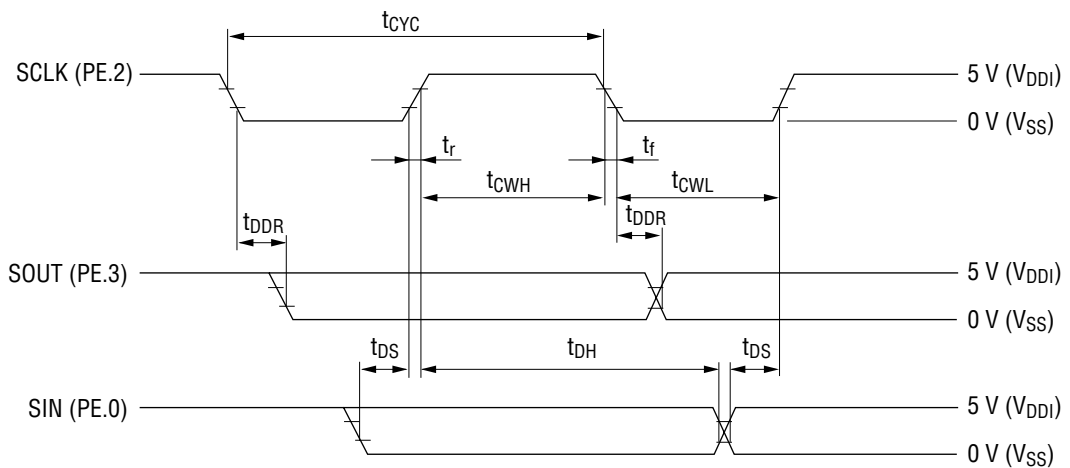 tCYC
SCLK (PE.2)
5 V (VDDI)
0 V (VSS)
tr
tf
tCWH
tCWL
tDDR
tDDR
SOUT (PE.3)
5 V (VDDI)
0 V (VSS)
tDS
tDH
tDS
SIN (PE.0)
5 V (VDDI)
0 V (VSS)